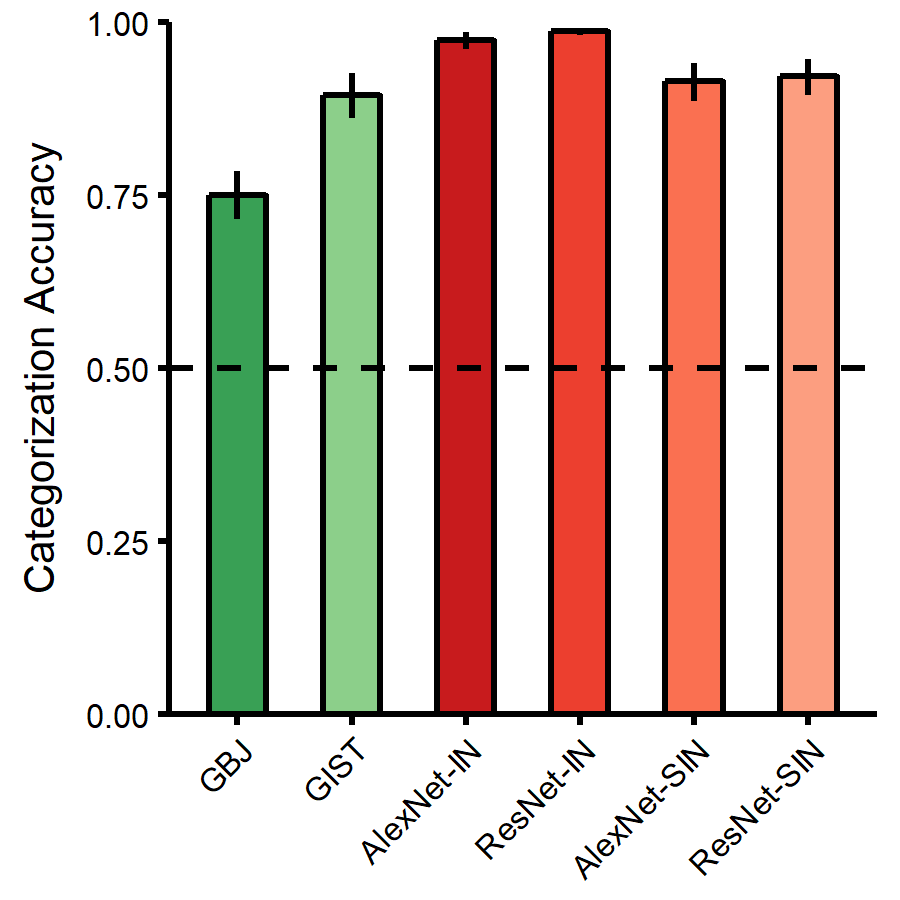 Categorization Accuracy
1.00
0.75
0.50
0.25
0.00
GBJ
GIST
AlexNet-IN
ResNet-IN
AlexNet-SIN
ResNet-SIN